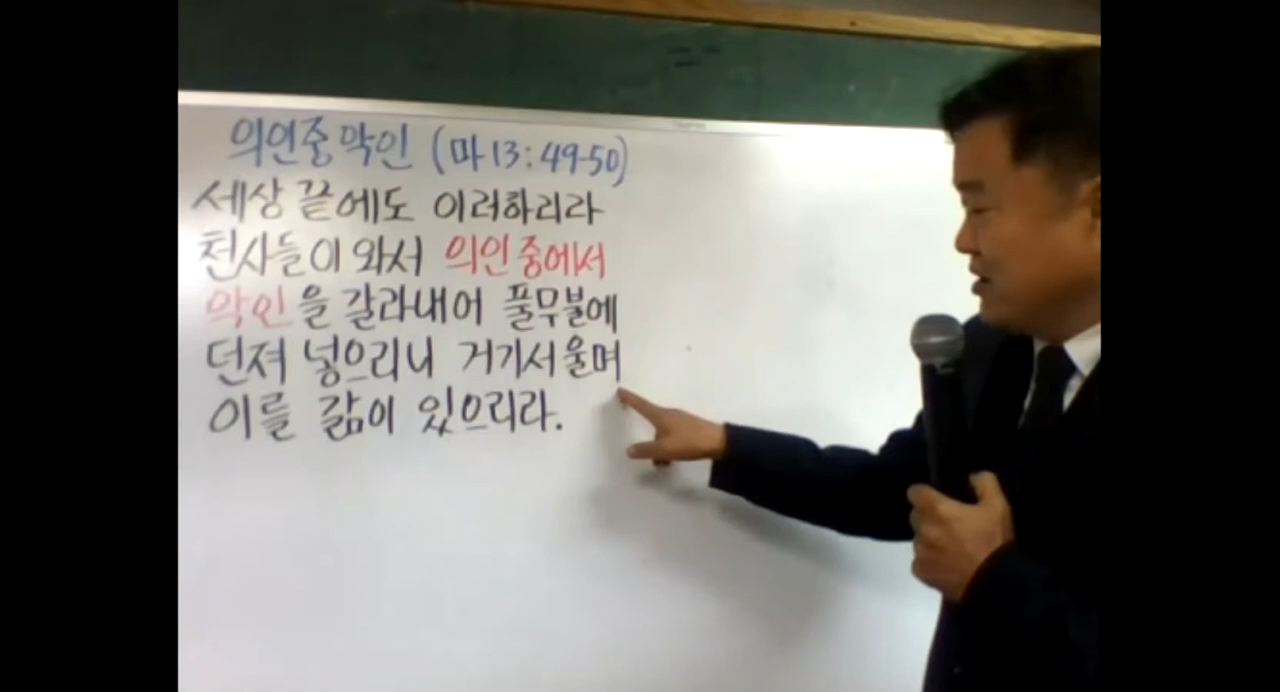 의인중 악인 (마 13:49-50)
세상 끝에도 이러하리라
천사들이 와서 의인 중에서
악인을 갈라내어 풀무불에
던져 넣으리니 거기서 울며
이를 갊이 있으리라.